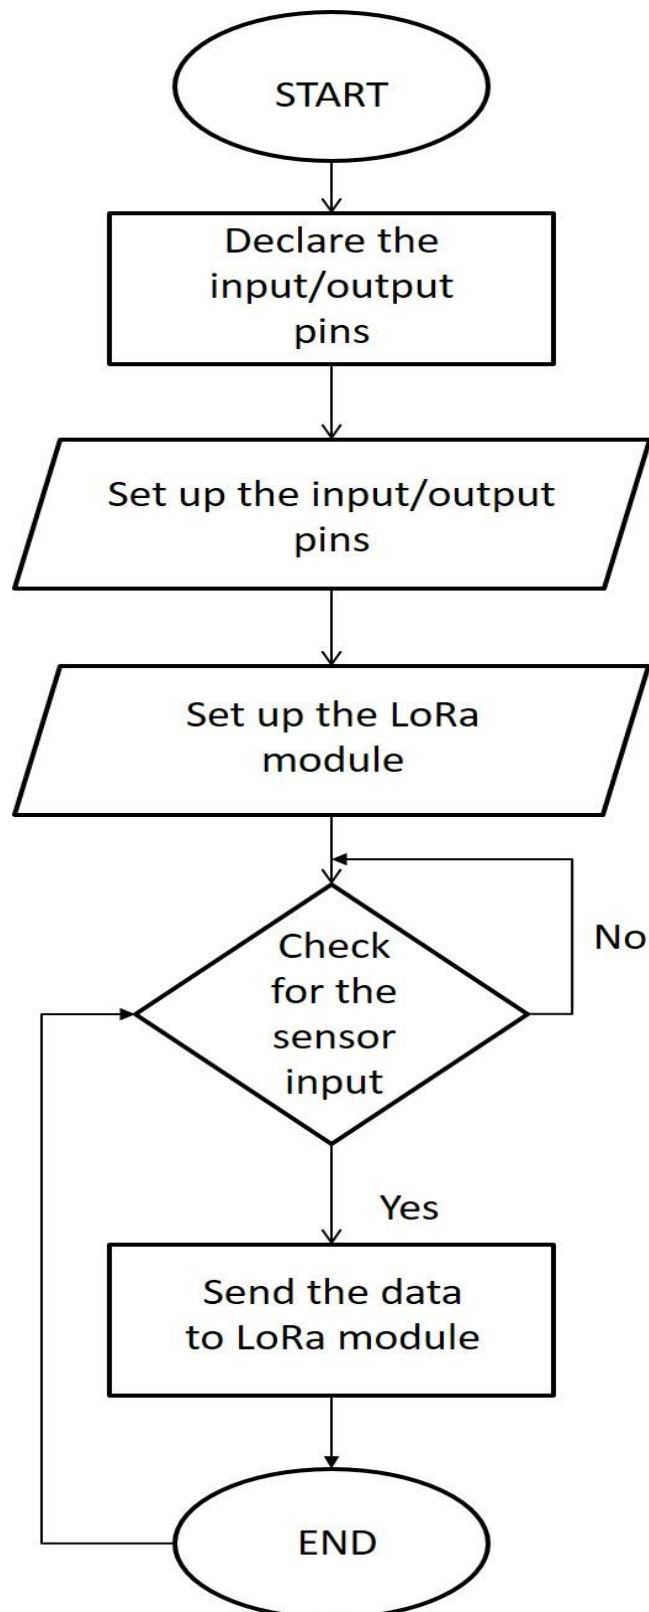 START
Declare the
input/output
pins
Set up the input/output
pins
Set up the LoRa
module
Check
for the
sensor
input
No
Yes
Send the data
to LoRa module
END